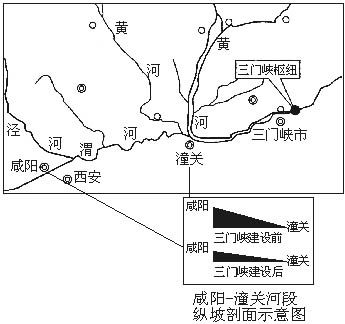 黄
河
黄
河
三门峡枢纽
三门峡市
泾
河
渭
河
潼关
咸阳
西安
咸阳
潼关
三门峡建设前
咸阳
潼关
三门峡建设后
咸阳-潼关河段
纵坡剖面示意图